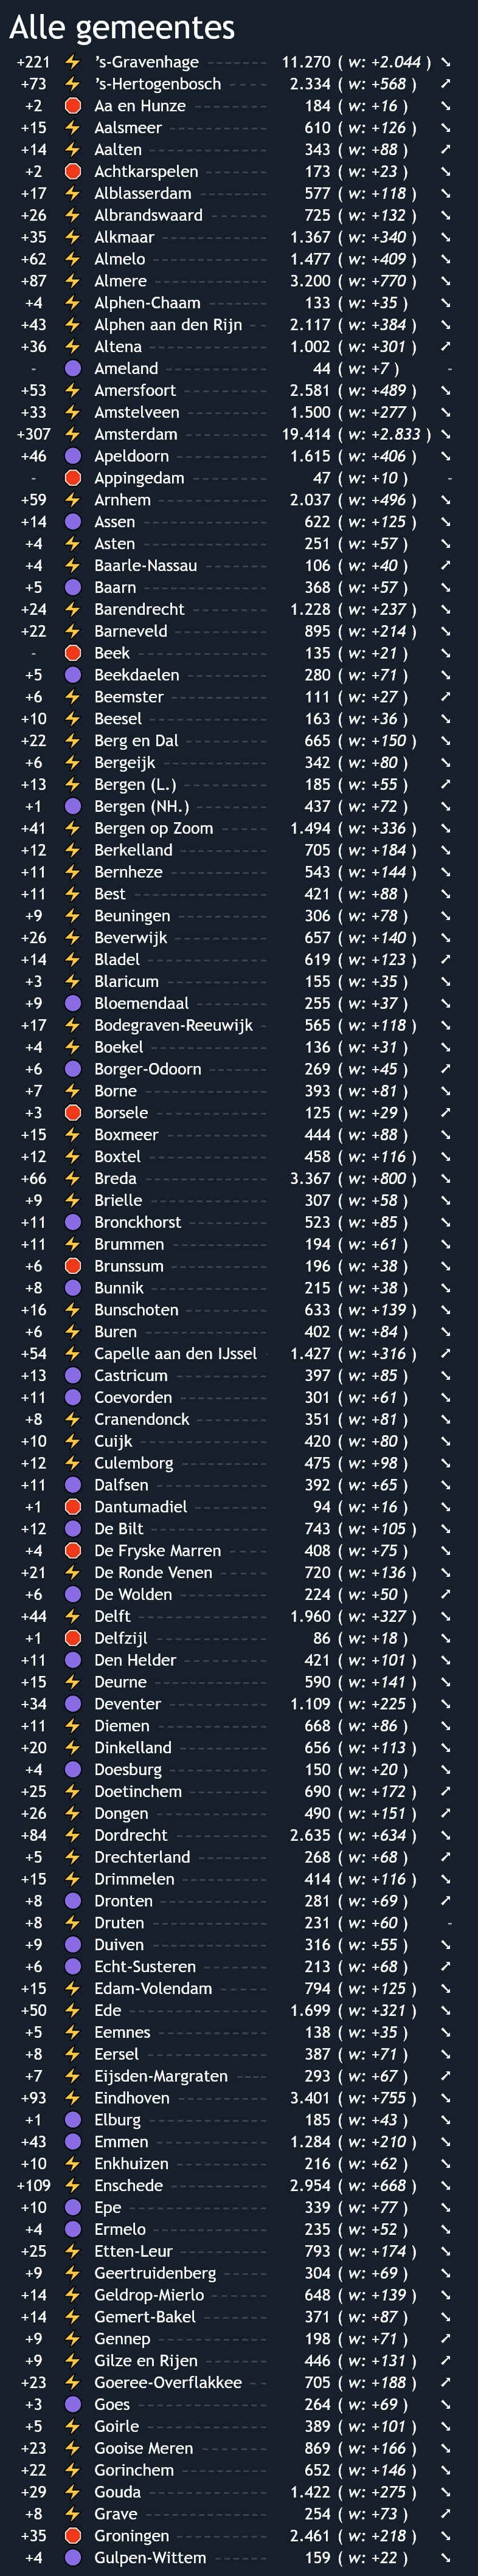 Alle gemeentes
+221 's-Gravenhage 11.270 ( w: +2.044 )
+73 's-Hertogenbosch 2.334 ( w: +568 )
+2 Aa en Hunze 184 ( w: +16 )
+15 Aalsmeer 610 ( w: +126 )
+14 Aalten 343 ( w: +88 )
+2 Achtkarspelen 173 ( w: +23 )
+17 Alblasserdam 577 ( w: +118 )
+26 Albrandswaard 725 ( w: +132 )
+35 Alkmaar 1.367 ( w: +340 )
+62 Almelo 1.477 ( w: +409 )
+87 Almere 3.200 ( w: +770 )
+4 Alphen-Chaam 133 ( w: +35 )
+43 Alphen aan den Rijn 2.117 ( w: +384 )
+36 Altena 1.002 ( w: +301 )
- Ameland 44 ( w: +7 ) -
+53 Amersfoort 2.581 ( w: +489 )
+33 Amstelveen 1.500 ( w: +277 )
+307 Amsterdam 19.414 ( w: +2.833 )
+46 Apeldoorn 1.615 ( w: +406 )
- Appingedam 47 ( w: +10 ) -
+59 Arnhem 2.037 ( w: +496 )
+14 Assen 622 ( w: +125 )
+4 Asten 251 ( w: +57 )
+4 Baarle-Nassau 106 ( w: +40 )
+5 Baarn 368 ( w: +57 )
+24 Barendrecht 1.228 ( w: +237 )
+22 Barneveld 895 ( w: +214 )
- Beek 135 ( w: +21 )
+5 Beekdaelen 280 ( w: +71 )
+6 Beemster 111 ( w: +27 )
+10 Beesel 163 ( w: +36 )
+22 Berg en Dal 665 ( w: +150 )
+6 Bergeijk 342 ( w: +80 )
+13 Bergen (L.) 185 ( w: +55 )
+1 Bergen (NH.) 437 ( w: +72 )
+41 Bergen op Zoom 1.494 ( w: +336 )
+12 Berkelland 705 ( w: +184 )
+11 Bernheze 543 ( w: +144 )
+11 Best 421 ( w: +88 )
+9 Beuningen 306 ( w: +78 )
+26 Beverwijk 657 ( w: +140 )
+14 Bladel 619 ( w: +123 )
+3 Blaricum 155 ( w: +35 )
+9 Bloemendaal 255 ( w: +37 )
+17 Bodegraven-Reeuwijk 565 ( w: +118 )
+4 Boekel 136 ( w: +31 )
+6 Borger-Odoorn 269 ( w: +45 )
+7 Borne 393 ( w: +81 )
+3 Borsele 125 ( w: +29 )
+15 Boxmeer 444 ( w: +88 )
+12 Boxtel 458 ( w: +116 )
+66 Breda 3.367 ( w: +800 )
+9 Brielle 307 ( w: +58 )
+11 Bronckhorst 523 ( w: +85 )
+11 Brummen 194 ( w: +61 )
+6 Brunssum 196 ( w: +38 )
+8 Bunnik 215 ( w: +38 )
+16 Bunschoten 633 ( w: +139 )
+6 Buren 402 ( w: +84 )
+54 Capelle aan den IJssel 1.427 ( w: +316 )
+13 Castricum 397 ( w: +85 )
+11 Coevorden 301 ( w: +61 )
+8 Cranendonck 351 ( w: +81 )
+10 Cuijk 420 ( w: +80 )
+12 Culemborg 475 ( w: +98 )
+11 Dalfsen 392 ( w: +65 )
+1 Dantumadiel 94 ( w: +16 )
+12 De Bilt 743 ( w: +105 )
+4 De Fryske Marren 408 ( w: +75 )
+21 De Ronde Venen 720 ( w: +136 )
+6 De Wolden 224 ( w: +50 )
+44 Delft 1.960 ( w: +327 )
+1 Delfzijl 86 ( w: +18 )
+11 Den Helder 421 ( w: +101 )
+15 Deurne 590 ( w: +141 )
+34 Deventer 1.109 ( w: +225 )
+11 Diemen 668 ( w: +86 )
+20 Dinkelland 656 ( w: +113 )
+4 Doesburg 150 ( w: +20 )
+25 Doetinchem 690 ( w: +172 )
+26 Dongen 490 ( w: +151 )
+84 Dordrecht 2.635 ( w: +634 )
+5 Drechterland 268 ( w: +68 )
+15 Drimmelen 414 ( w: +116 )
+8 Dronten 281 ( w: +69 )
+8 Druten 231 ( w: +60 ) -
+9 Duiven 316 ( w: +55 )
+6 Echt-Susteren 213 ( w: +68 )
+15 Edam-Volendam 794 ( w: +125 )
+50 Ede 1.699 ( w: +321 )
+5 Eemnes 138 ( w: +35 )
+8 Eersel 387 ( w: +71 )
+7 Eijsden-Margraten 293 ( w: +67 )
+93 Eindhoven 3.401 ( w: +755 )
+1 Elburg 185 ( w: +43 )
+43 Emmen 1.284 ( w: +210 )
+10 Enkhuizen 216 ( w: +62 )
+109 Enschede 2.954 ( w: +668 )
+10 Epe 339 ( w: +77 )
+4 Ermelo 235 ( w: +52 )
+25 Etten-Leur 793 ( w: +174 )
+9 Geertruidenberg 304 ( w: +69 )
+14 Geldrop-Mierlo 648 ( w: +139 )
+14 Gemert-Bakel 371 ( w: +87 )
+9 Gennep 198 ( w: +71 )
+9 Gilze en Rijen 446 ( w: +131 )
+23 Goeree-Overflakkee 705 ( w: +188 )
+3 Goes 264 ( w: +69 )
+5 Goirle 389 ( w: +101 )
+23 Gooise Meren 869 ( w: +166 )
+22 Gorinchem 652 ( w: +146 )
+29 Gouda 1.422 ( w: +275 )
+8 Grave 254 ( w: +73 )
+35 Groningen 2.461 ( w: +218 )
+4 Gulpen-Wittem 159 ( w: +22 )